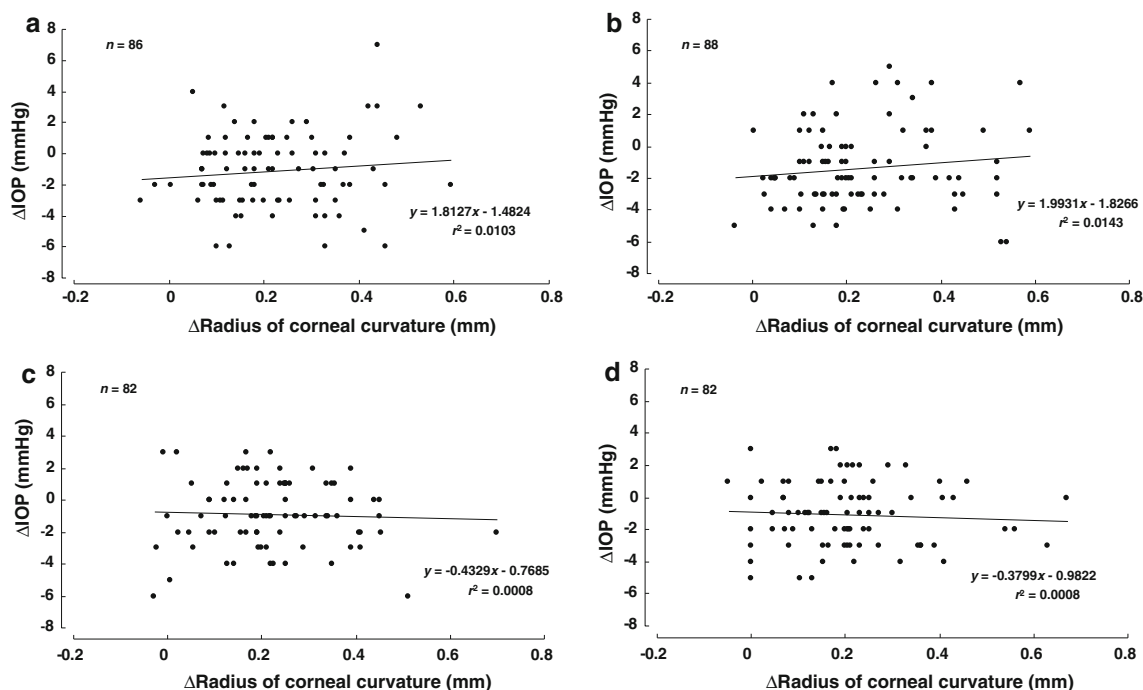 a
n = 86
8
6
4
2
-0
-2
-4
-6
-8
ΔIOP (mmHg)
y = 1.8127x - 1.4824
r² = 0.0103
-0.2 0 0.2 0.4 0.6 0.8
ΔRadius of corneal curvature (mm)
b
n = 88
8
6
4
2
-0
-2
-4
-6
-8
ΔIOP (mmHg)
y = 1.9931x - 1.8266
r² = 0.0143
-0.2 0 0.2 0.4 0.6 0.8
ΔRadius of corneal curvature (mm)
c
n = 82
8
6
4
2
-0
-2
-4
-6
-8
ΔIOP (mmHg)
y = -0.4329x - 0.7685
r² = 0.0008
-0.2 0 0.2 0.4 0.6 0.8
ΔRadius of corneal curvature (mm)
d
n = 82
8
6
4
2
-0
-2
-4
-6
-8
ΔIOP (mmHg)
y = -0.3799x - 0.9822
r² = 0.0008
-0.2 0 0.2 0.4 0.6 0.8
ΔRadius of corneal curvature (mm)